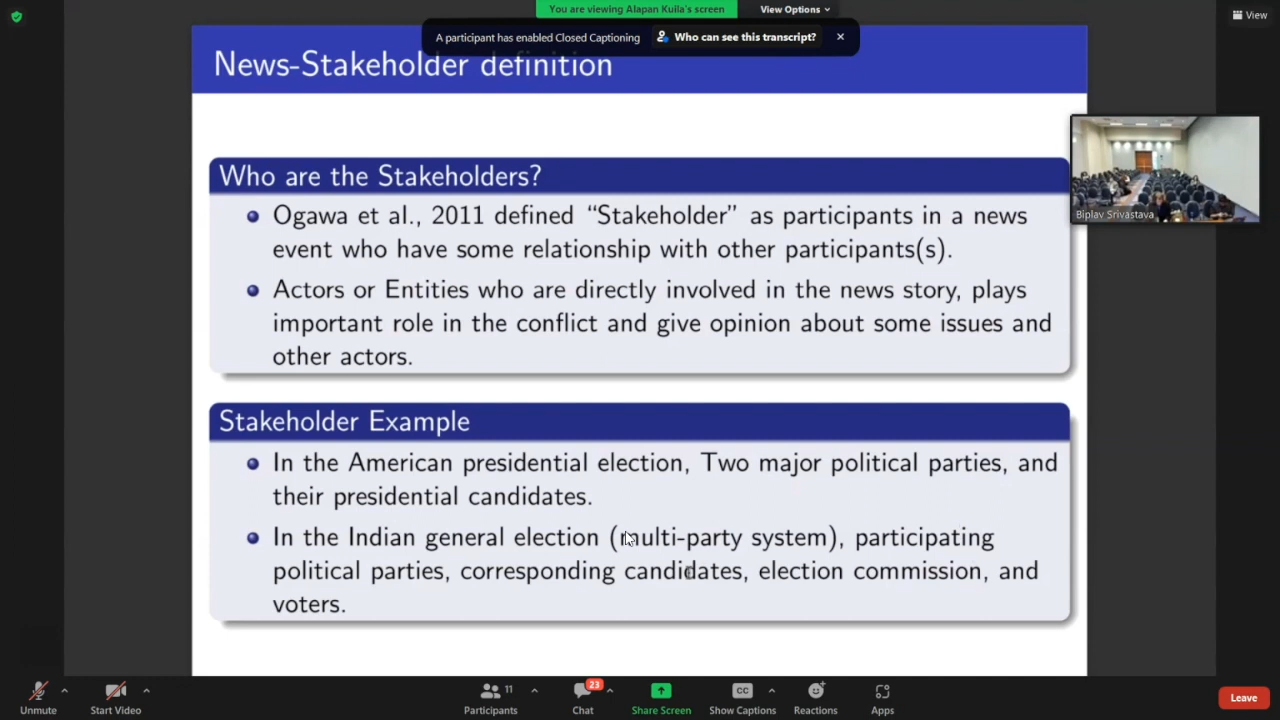 You are viewing Alapan Kuila's screen
View Options
View
A participant has enabled Closed Captioning
Who can see this transcript?
News-Stakeholder definition
Who are the Stakeholders?
Ogawa et al., 2011 defined “Stakeholder” as participants in a news
event who have some relationship with other participants(s).
Actors or Entities who are directly involved in the news story, plays
important role in the conflict and give opinion about some issues and
other actors.
Biplav Srivastava
Stakeholder Example
In the American presidential election, Two major political parties, and
their presidential candidates.
In the Indian general election (multi-party system), participating
political parties, corresponding candidates, election commission, and
voters.
Unmute
Start Video
Participants
11
Chat
23
Share Screen
CC
Show Captions
Reactions
Apps
Leave